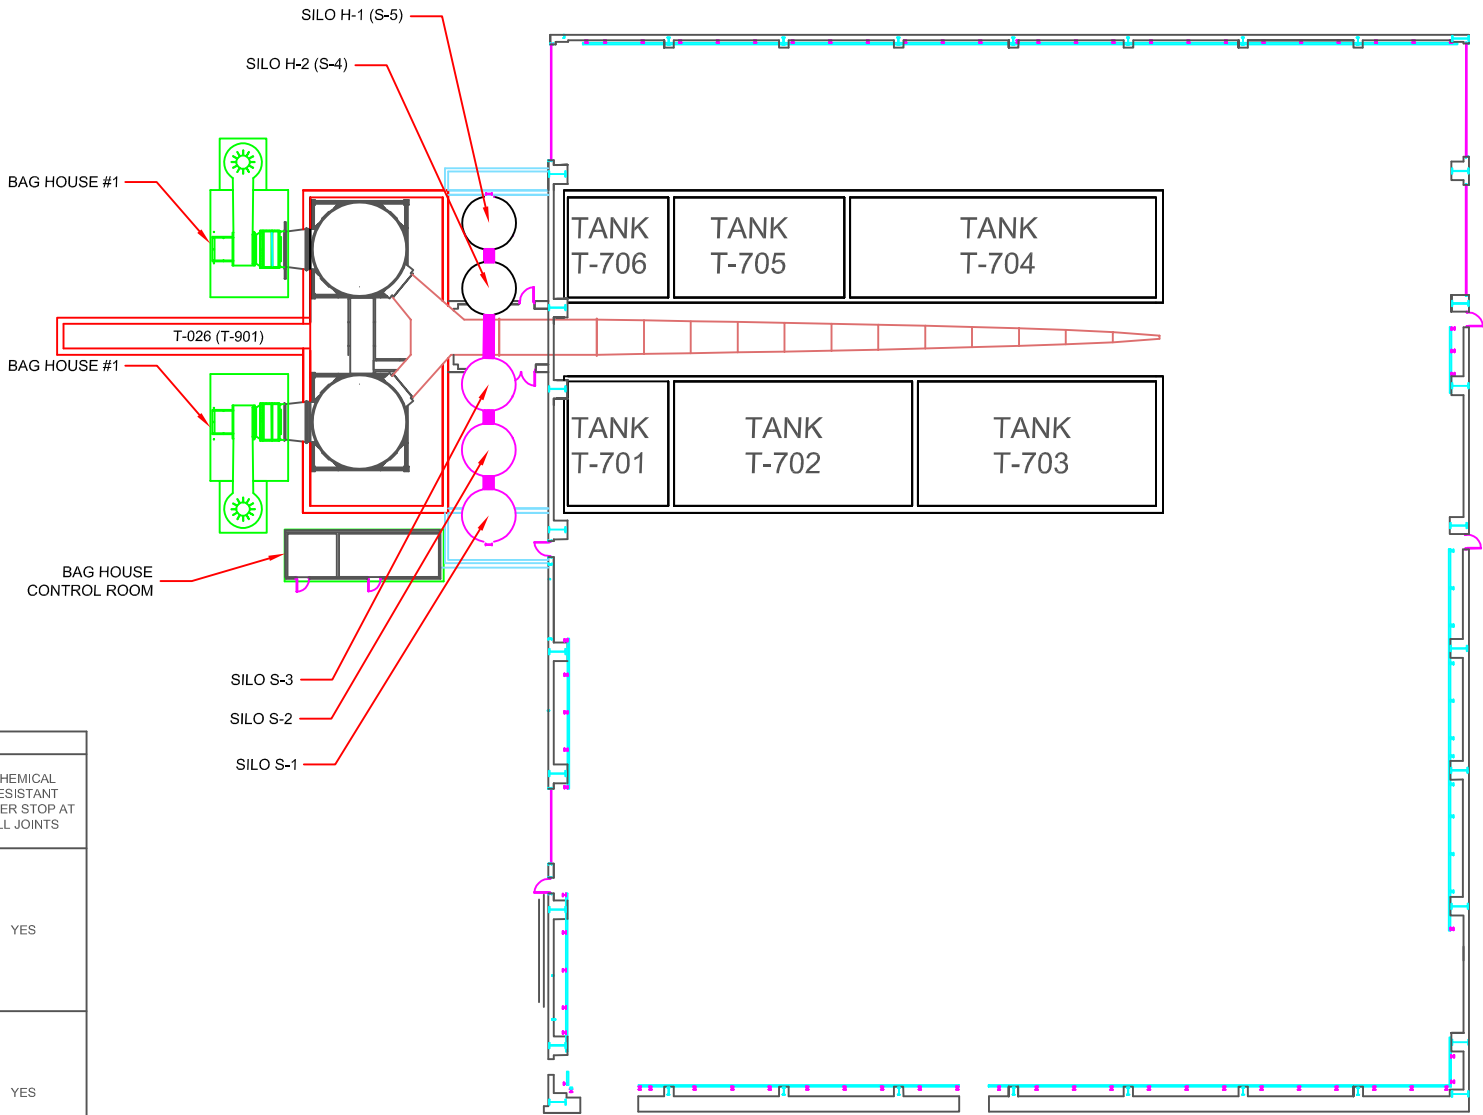 SILO H-1 (S-5)
SILO H-2 (S-4)
BAG HOUSE #1
T-026 (T-901)
BAG HOUSE #1
BAG HOUSE
CONTROL ROOM
SILO S-3
SILO S-2
SILO S-1
TANK
T-706
TANK
T-705
TANK
T-704
TANK
T-701
TANK
T-702
TANK
T-703
HEMICAL
ESISTANT
ER STOP AT
LL JOINTS
YES
YES